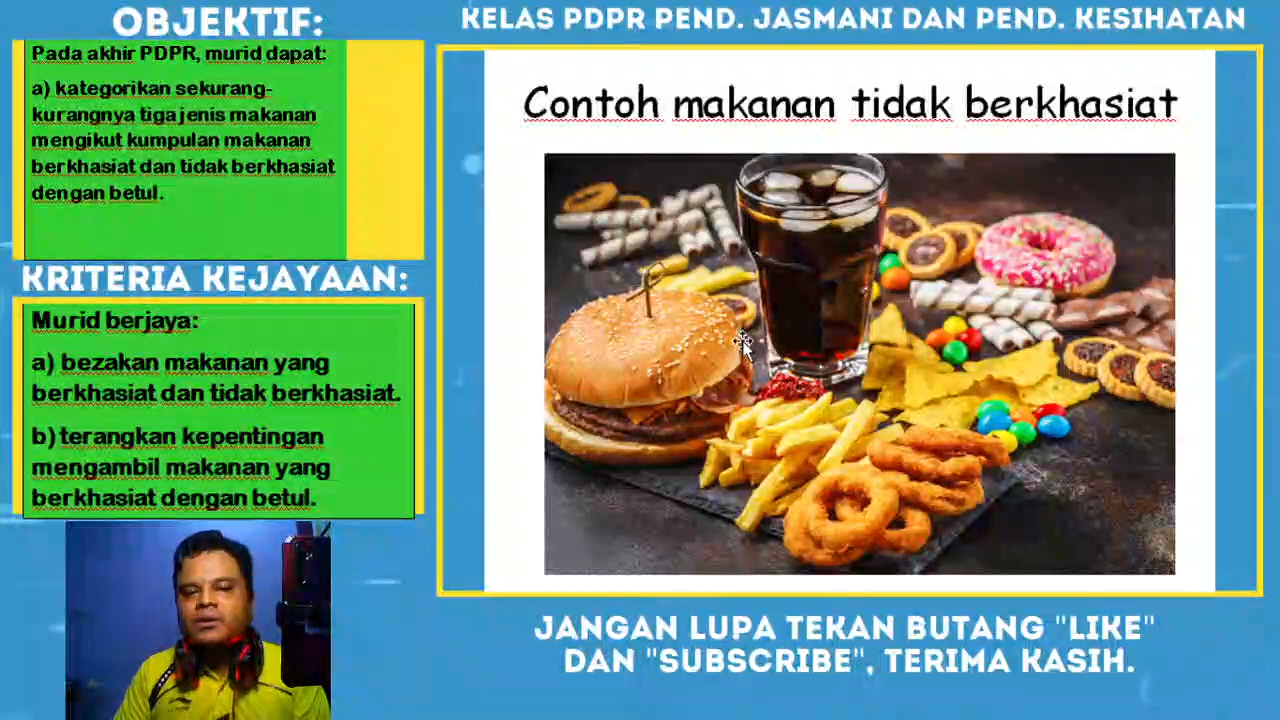 OBJEKTIF:
Pada akhir PDPR, murid dapat:
a) kategorikan sekurang-
kurangnya tiga jenis makanan
mengikut kumpulan makanan
berkhasiat dan tidak berkhasiat
dengan betul.
KRITERIA KEJAYAAN:
Murid berjaya:
a) bezakan makanan yang
berkhasiat dan tidak berkhasiat.
b) terangkan kepentingan
mengambil makanan yang
berkhasiat dengan betul.
KELAS PDPR PEND. JASMANI DAN PEND. KESIHATAN
Contoh makanan tidak berkhasiat
JANGAN LUPA TEKAN BUTANG "LIKE"
DAN "SUBSCRIBE", TERIMA KASIH.